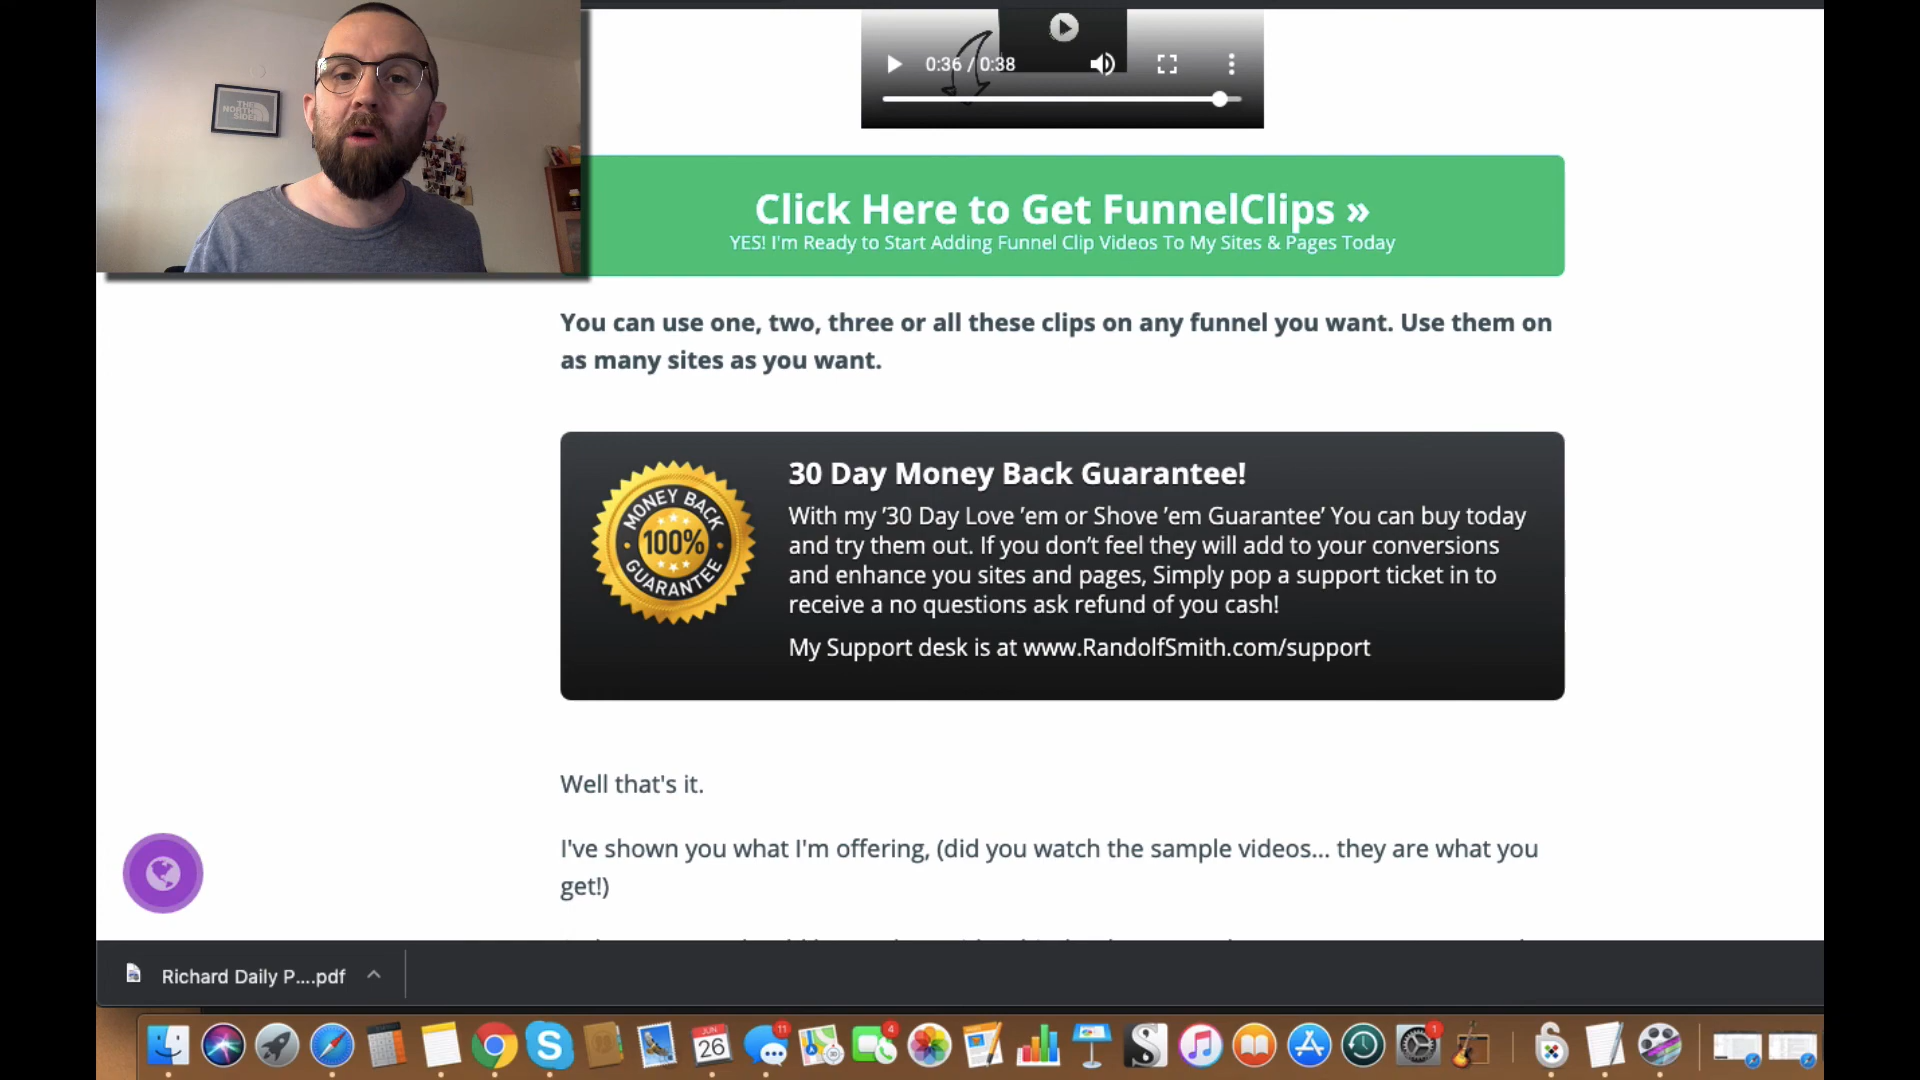 THE
NORTH
SIDER
0:36 / 0:38
Click Here to Get FunnelClips »
YES! I'm Ready to Start Adding Funnel Clip Videos To My Sites & Pages Today
You can use one, two, three or all these clips on any funnel you want. Use them on
as many sites as you want.
MONEY BACK
100%
GUARANTEE
30 Day Money Back Guarantee!
With my '30 Day Love 'em or Shove 'em Guarantee' You can buy today
and try them out. If you don't feel they will add to your conversions
and enhance you sites and pages, Simply pop a support ticket in to
receive a no questions ask refund of you cash!
My Support desk is at www.RandolfSmith.com/support
Well that's it.
I've shown you what I'm offering, (did you watch the sample videos... they are what you
get!)
Richard Daily P....pdf
JUN
26
11
4
1